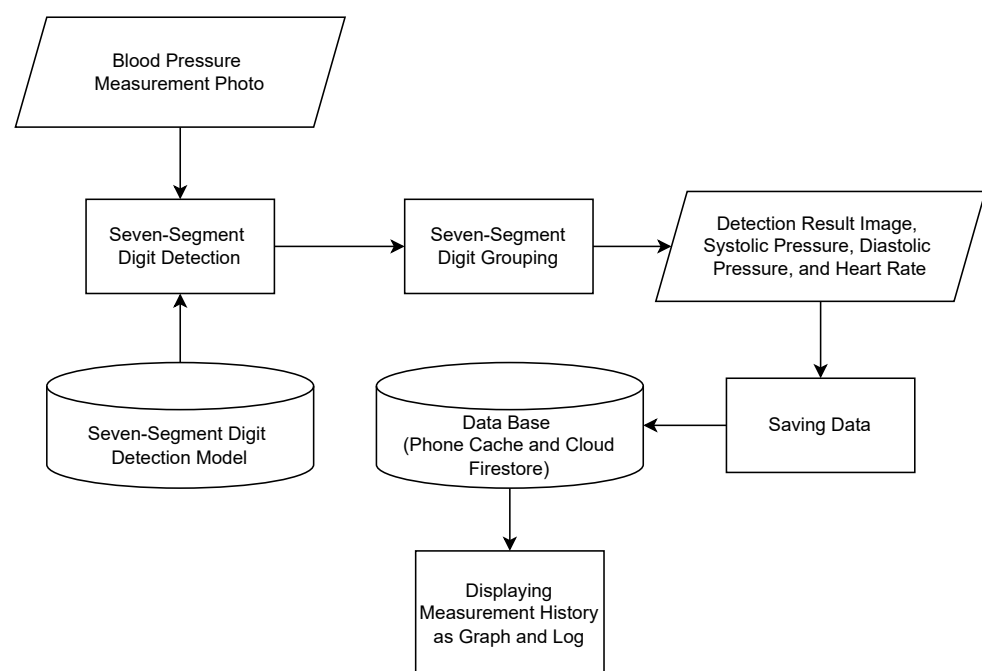 Blood Pressure
Measurement Photo
Seven-Segment
Digit Detection
Seven-Segment
Digit Grouping
Detection Result Image,
Systolic Pressure, Diastolic
Pressure, and Heart Rate
Seven-Segment Digit
Detection Model
Data Base
(Phone Cache and Cloud
Firestore)
Saving Data
Displaying
Measurement History
as Graph and Log